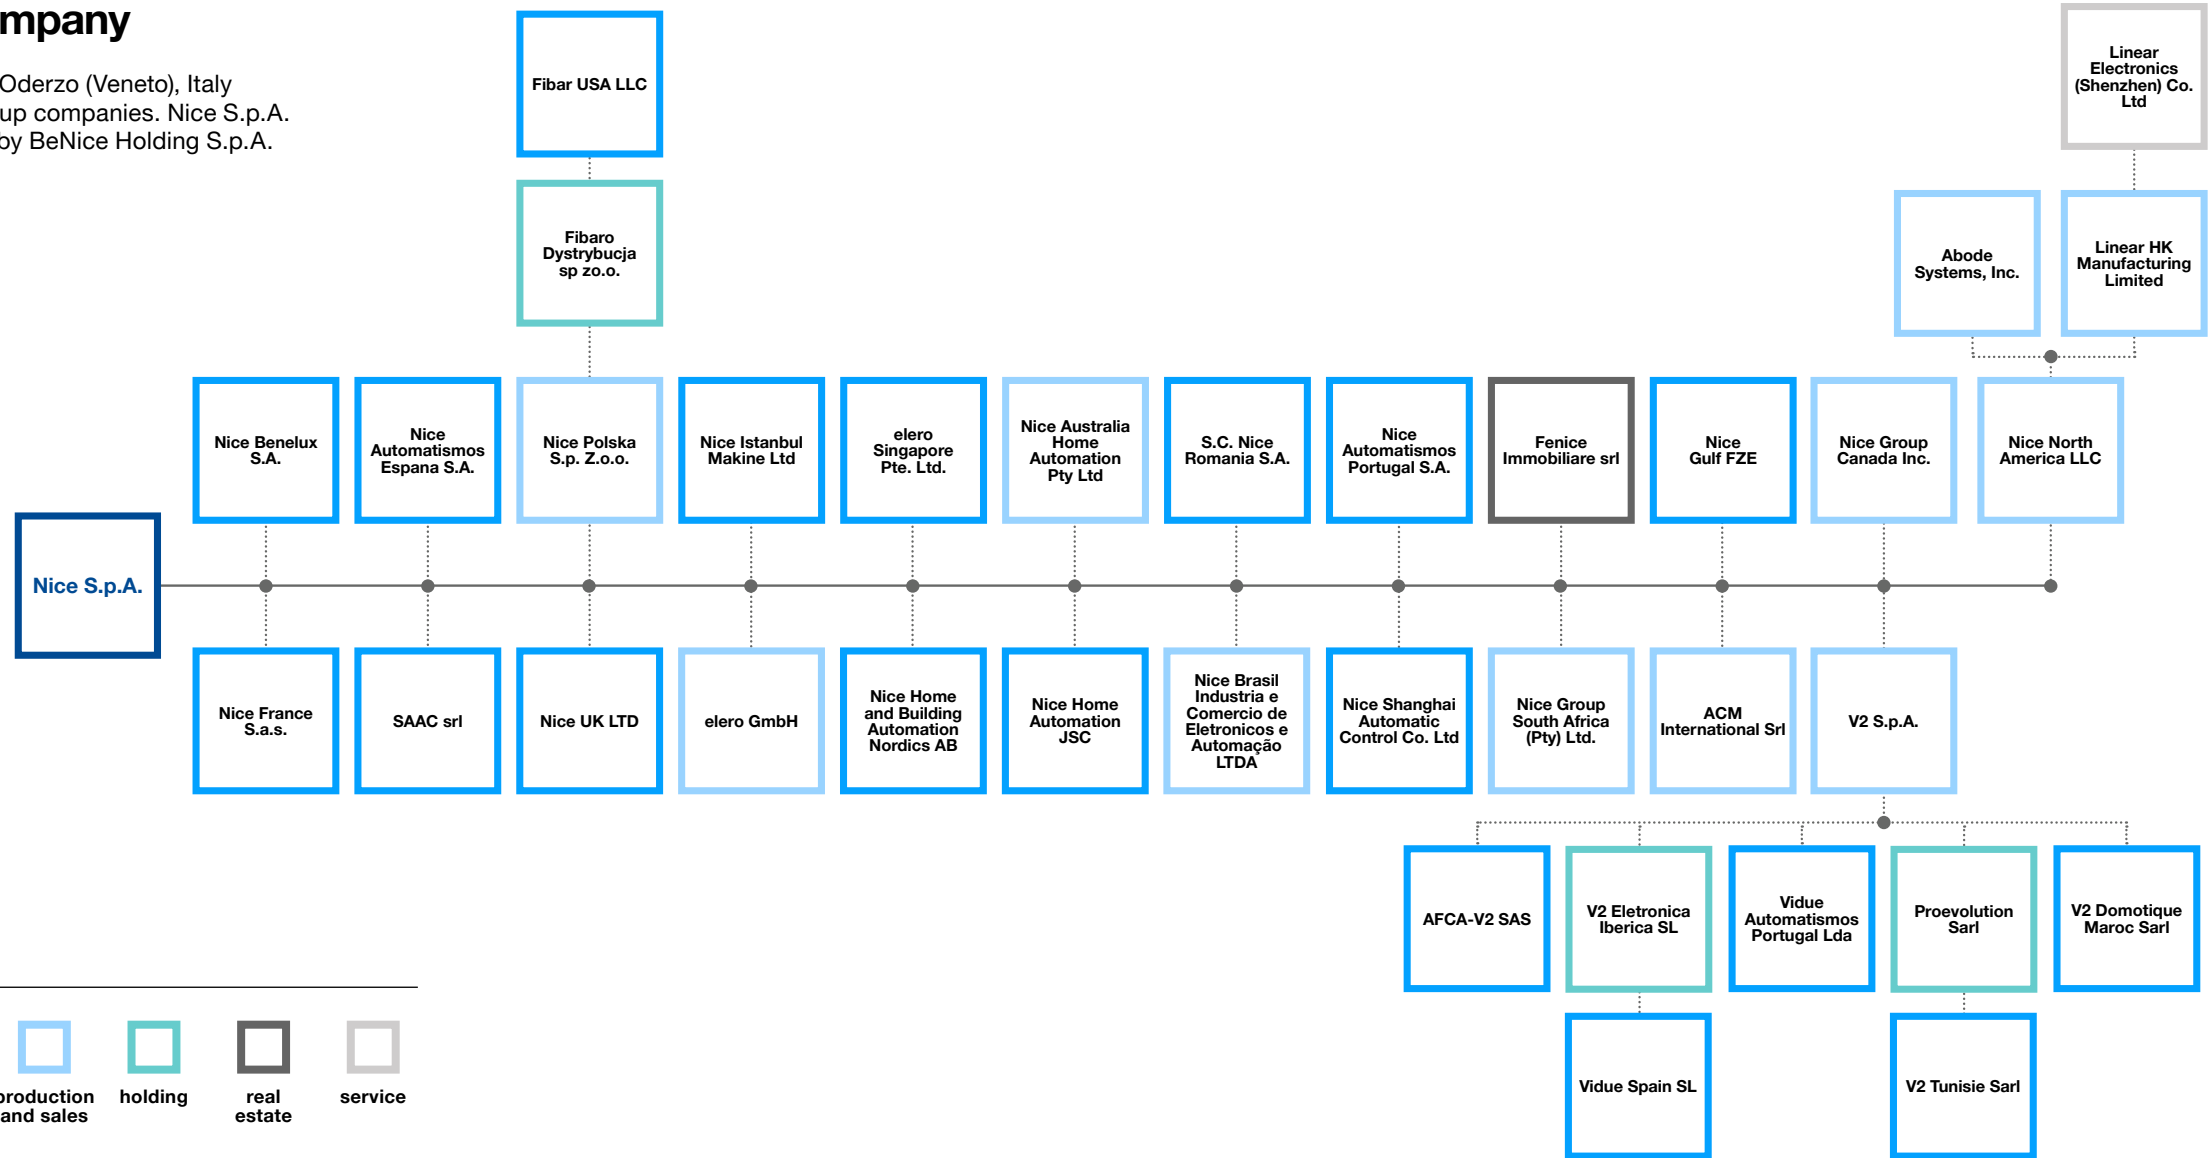 mpany
Oderzo (Veneto), Italy
up companies. Nice S.p.A.
by BeNice Holding S.p.A.
Fibar USA LLC
Linear
Electronics
(Shenzhen) Co.
Ltd
Fibaro
Dystrybucja
sp zo.o.
Abode
Systems, Inc.
Linear HK
Manufacturing
Limited
Nice Benelux
S.A.
Nice
Automatismos
Espana S.A.
Nice Polska
S.p. Z.o.o.
Nice Istanbul
Makine Ltd
elero
Singapore
Pte. Ltd.
Nice Australia
Home
Automation
Pty Ltd
S.C. Nice
Romania S.A.
Nice
Automatismos
Portugal S.A.
Fenice
Immobiliare srl
Nice
Gulf FZE
Nice Group
Canada Inc.
Nice North
America LLC
Nice S.p.A.
Nice France
S.a.s.
SAAC srl
Nice UK LTD
elero GmbH
Nice Home
and Building
Automation
Nordics AB
Nice Home
Automation
JSC
Nice Brasil
Industria e
Comercio de
Eletronicos e
Automação
LTDA
Nice Shanghai
Automatic
Control Co. Ltd
Nice Group
South Africa
(Pty) Ltd.
ACM
International Srl
V2 S.p.A.
AFCA-V2 SAS
V2 Eletronica
Iberica SL
Vidue
Automatismos
Portugal Lda
Proevolution
Sarl
V2 Domotique
Maroc Sarl
Vidue Spain SL
V2 Tunisie Sarl
production
and sales
holding
real
estate
service